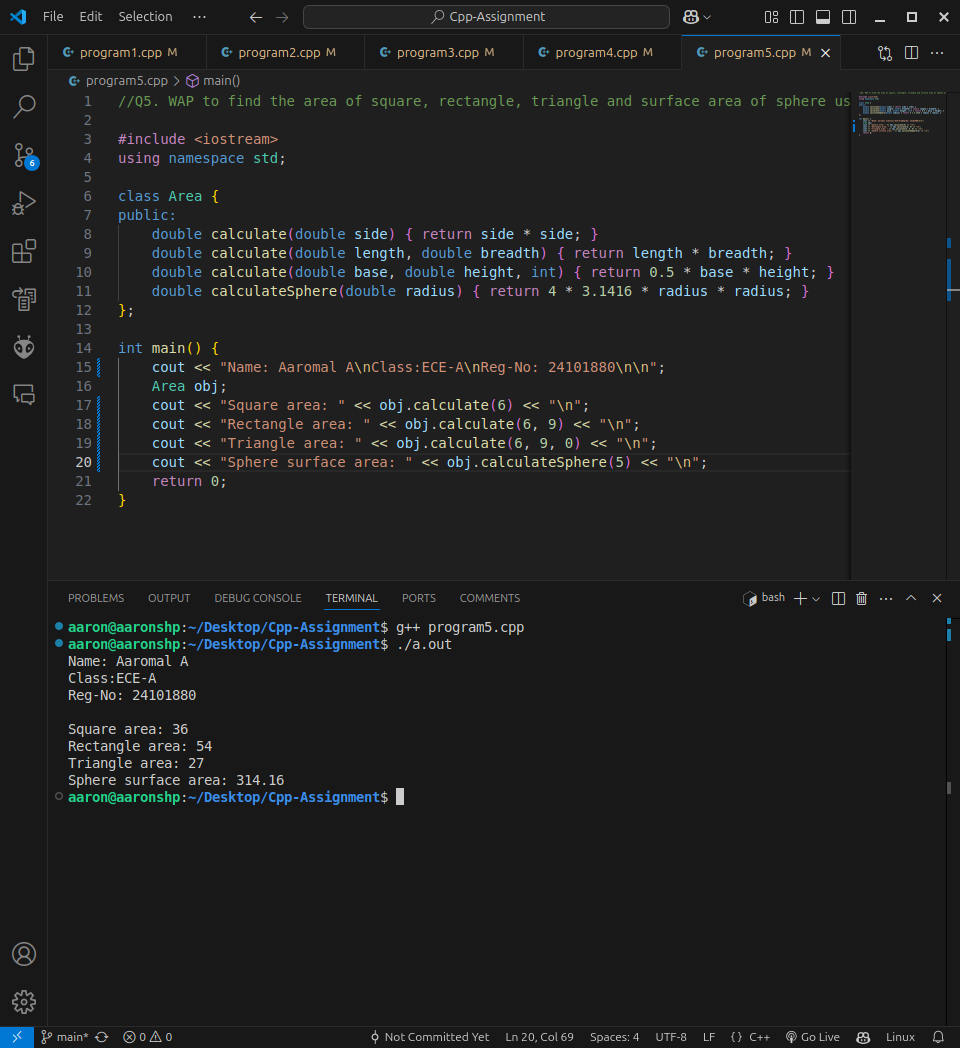 File Edit Selection ··· Cpp-Assignment
program1.cpp M program2.cpp M program3.cpp M program4.cpp M program5.cpp M
program5.cpp > main()
1 //Q5. WAP to find the area of square, rectangle, triangle and surface area of sphere us
2
3 #include <iostream>
4 using namespace std;
5
6 class Area {
7 public:
8     double calculate(double side) { return side * side; }
9     double calculate(double length, double breadth) { return length * breadth; }
10     double calculate(double base, double height, int) { return 0.5 * base * height; }
11     double calculateSphere(double radius) { return 4 * 3.1416 * radius * radius; }
12 };
13
14 int main() {
15     cout << "Name: Aaromal A\nClass:ECE-A\nReg-No: 24101880\n\n";
16     Area obj;
17     cout << "Square area: " << obj.calculate(6) << "\n";
18     cout << "Rectangle area: " << obj.calculate(6, 9) << "\n";
19     cout << "Triangle area: " << obj.calculate(6, 9, 0) << "\n";
20     cout << "Sphere surface area: " << obj.calculateSphere(5) << "\n";
21     return 0;
22 }
6
PROBLEMS OUTPUT DEBUG CONSOLE TERMINAL PORTS COMMENTS bash
aaron@aaronshp:~/Desktop/Cpp-Assignment$ g++ program5.cpp
aaron@aaronshp:~/Desktop/Cpp-Assignment$ ./a.out
Name: Aaromal A
Class:ECE-A
Reg-No: 24101880

Square area: 36
Rectangle area: 54
Triangle area: 27
Sphere surface area: 314.16
aaron@aaronshp:~/Desktop/Cpp-Assignment$
main* 0 0 Not Committed Yet Ln 20, Col 69 Spaces: 4 UTF-8 LF {} C++ Go Live Linux